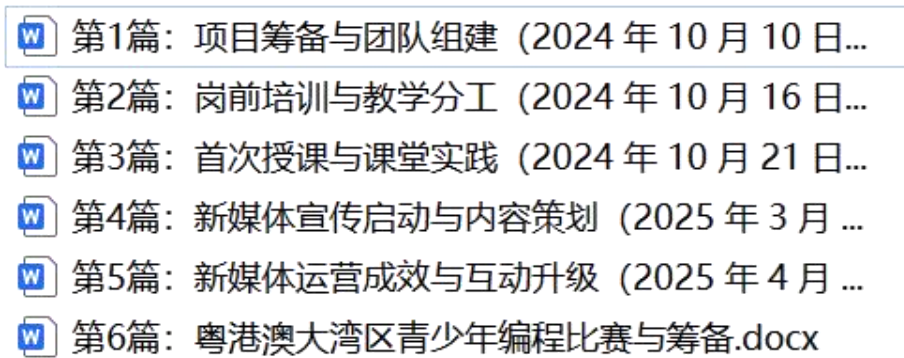 第1篇：项目筹备与团队组建（2024 年 10 月 10 日...
第2篇：岗前培训与教学分工（2024 年 10 月 16 日...
第3篇：首次授课与课堂实践（2024 年 10 月 21 日...
第4篇：新媒体宣传启动与内容策划（2025 年 3 月 ...
第5篇：新媒体运营成效与互动升级（2025 年 4 月 ...
第6篇：粤港澳大湾区青少年编程比赛与筹备.docx